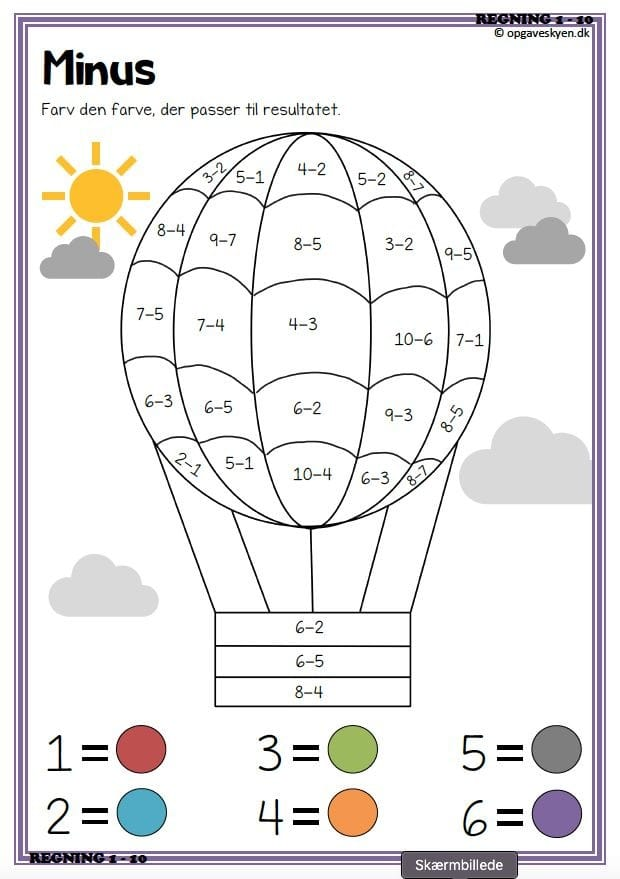 REGNING 1 - 10
© opgaveskyen.dk
Minus
Farv den farve, der passer til resultatet.
3-2 5-1 4-2 5-2 8-7
8-4 9-7 8-5 3-2 9-5
7-5 7-4 4-3 10-6 7-1
6-3 6-5 6-2 9-3 8-5
2-1 5-1 10-4 6-3 8-7
6-2
6-5
8-4
1= 3= 5=
2= 4= 6=
REGNING 1 - 10
Skærmbillede